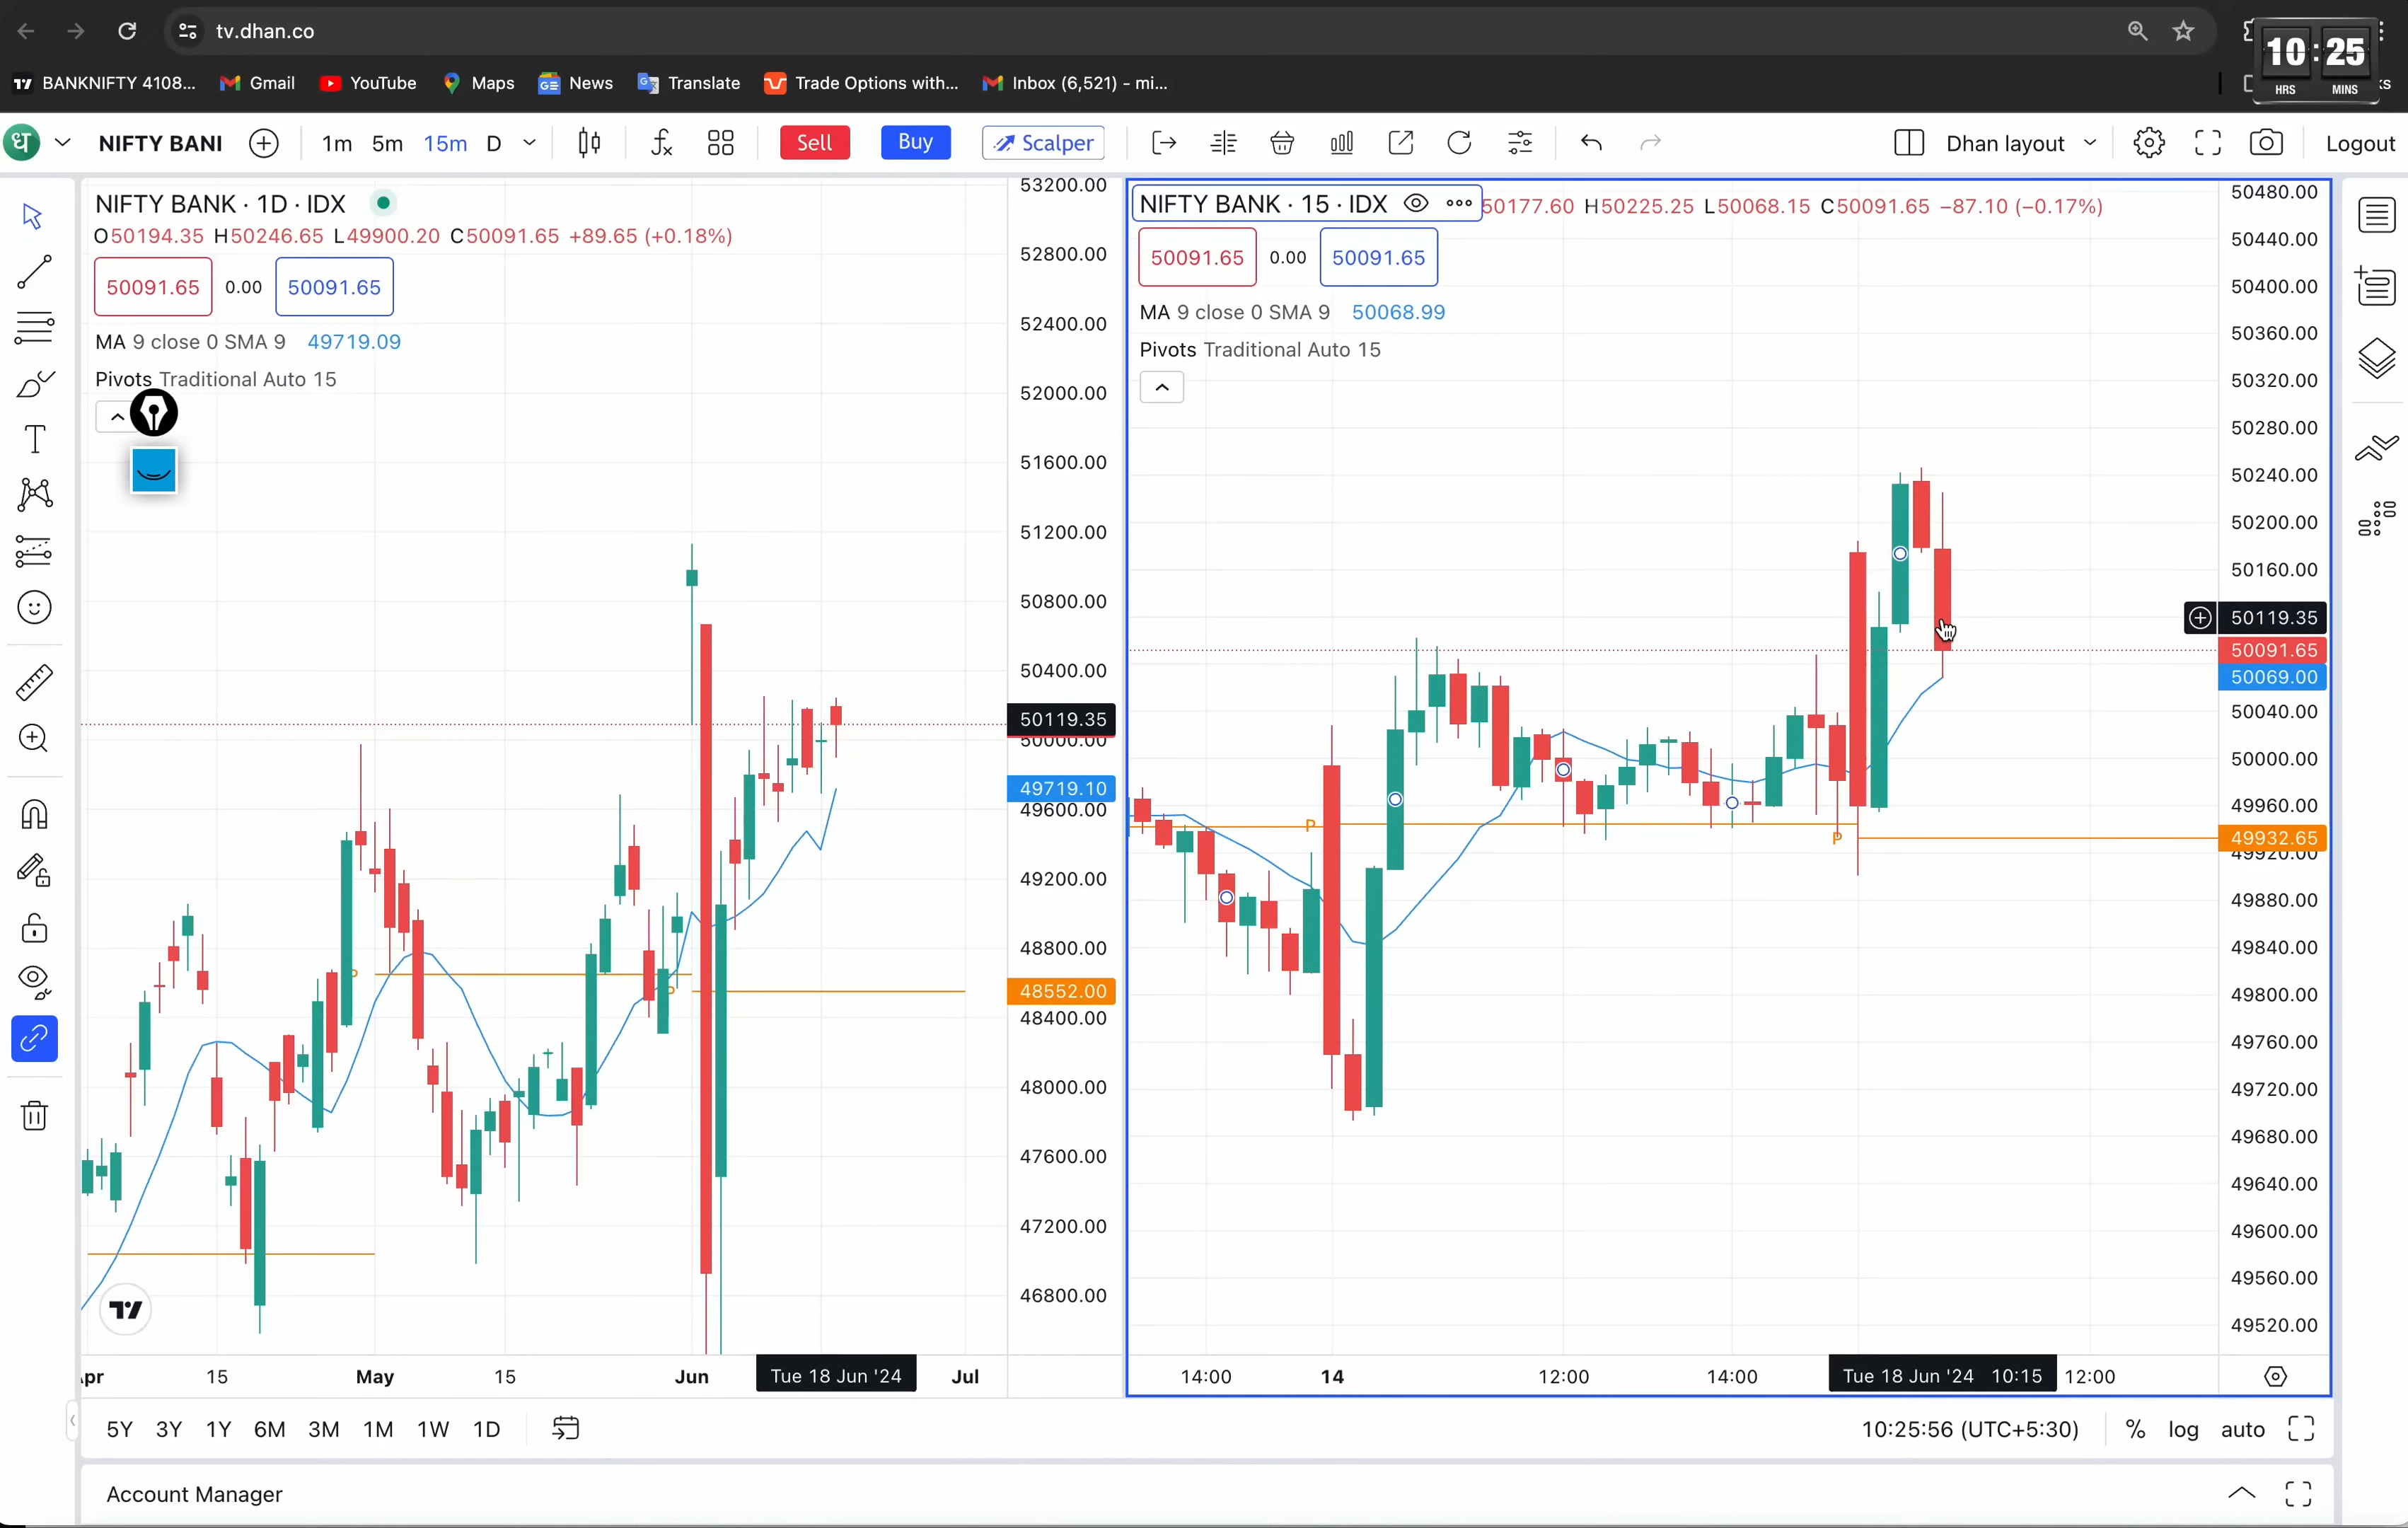 tv.dhan.co
10 : 25
HRS MINS
BANKNIFTY 4108... Gmail YouTube Maps News Translate Trade Options with... Inbox (6,521) - mi...
ध NIFTY BANI 1m 5m 15m D Sell Buy Scalper Dhan layout Logout
NIFTY BANK · 1D · IDX
O50194.35 H50246.65 L49900.20 C50091.65 +89.65 (+0.18%)
50091.65 0.00 50091.65
MA 9 close 0 SMA 9 49719.09
Pivots Traditional Auto 15
53200.00
52800.00
52400.00
52000.00
51600.00
51200.00
50800.00
50400.00
50119.35
50000.00
49719.10
49600.00
49200.00
48800.00
48552.00
48400.00
48000.00
47600.00
47200.00
46800.00
P
P
15 May 15 Jun Tue 18 Jun '24 Jul
NIFTY BANK · 15 · IDX 50177.60 H50225.25 L50068.15 C50091.65 −87.10 (−0.17%)
50091.65 0.00 50091.65
MA 9 close 0 SMA 9 50068.99
Pivots Traditional Auto 15
50480.00
50440.00
50400.00
50360.00
50320.00
50280.00
50240.00
50200.00
50160.00
50119.35
50091.65
50069.00
50040.00
50000.00
49960.00
49932.65
49920.00
49880.00
49840.00
49800.00
49760.00
49720.00
49680.00
49640.00
49600.00
49560.00
49520.00
P
P
14:00 14 12:00 14:00 Tue 18 Jun '24 10:15 12:00
5Y 3Y 1Y 6M 3M 1M 1W 1D
10:25:56 (UTC+5:30) % log auto
Account Manager